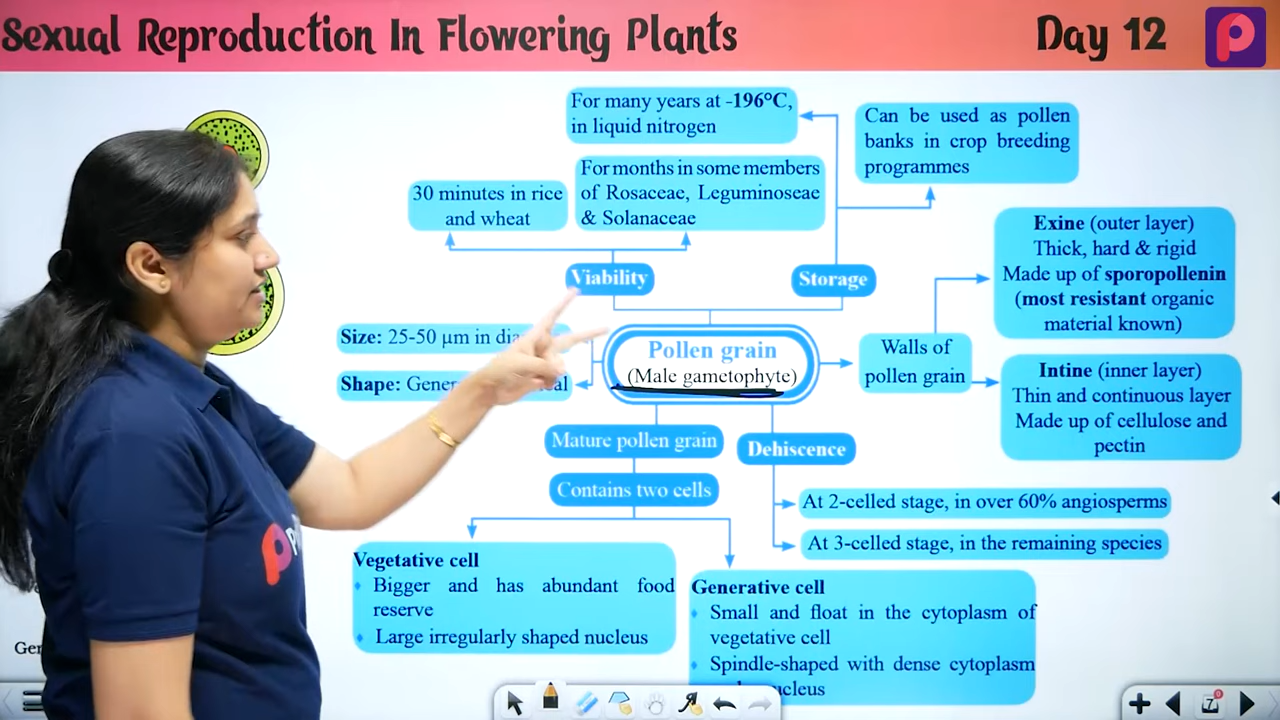 Sexual Reproduction In Flowering Plants
Day 12
For many years at -196°C,
in liquid nitrogen
Can be used as pollen
banks in crop breeding
programmes
30 minutes in rice
and wheat
For months in some members
of Rosaceae, Leguminoseae
& Solanaceae
Viability
Storage
Exine (outer layer)
Thick, hard & rigid
Made up of sporopollenin
(most resistant organic
material known)
Size: 25-50 µm in
Shape:
Pollen grain
(Male gametophyte)
Walls of
pollen grain
Intine (inner layer)
Thin and continuous layer
Made up of cellulose and
pectin
Mature pollen grain
Contains two cells
Dehiscence
At 2-celled stage, in over 60% angiosperms
At 3-celled stage, in the remaining species
Vegetative cell
Bigger and has abundant food
reserve
Large irregularly shaped nucleus
Generative cell
Small and float in the cytoplasm of
vegetative cell
Spindle-shaped with dense cytoplasm